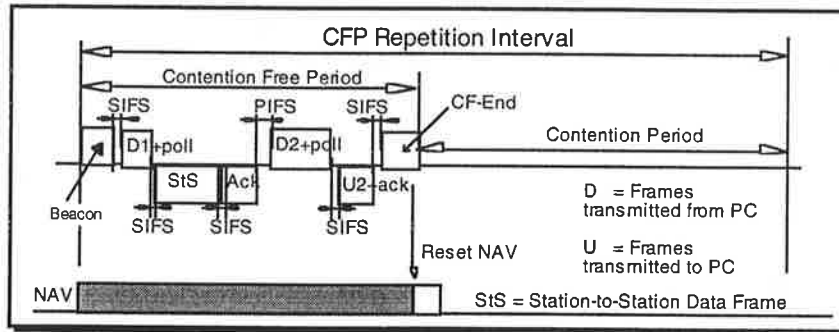 CFP Repetition Interval
Contention Free Period
SIFS
PIFS
SIFS
CF-End
D1+poll
D2+poll
Contention Period
StS
Ack
U2-ack
Beacon
SIFS
SIFS
SIFS
D = Frames
transmitted from PC
Reset NAV
U = Frames
transmitted to PC
NAV
StS = Station-to-Station Data Frame